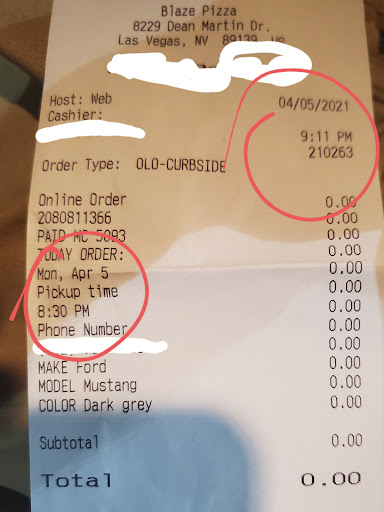 Blaze Pizza
8229 Dean Martin Dr.
Las Vegas, NV 89139 us
Host: Web 04/05/2021
Cashier:
9:11 PM
210263
Order Type: OLO-CURBSIDE
Online Order 0.00
2080811366 0.00
PAID MC 5093 0.00
TODAY ORDER: 0.00
Mon, Apr 5 0.00
Pickup time 0.00
8:30 PM 0.00
Phone Number 0.00
0.00
MAKE Ford 0.00
MODEL Mustang 0.00
COLOR Dark grey 0.00
Subtotal 0.00
Total 0.00